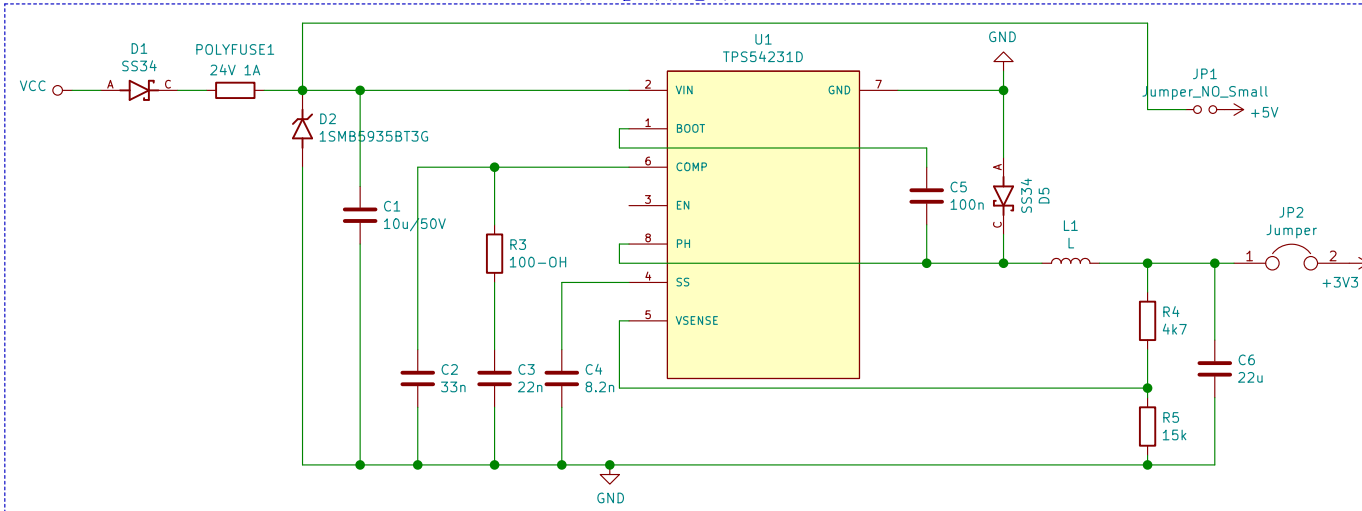 VCC
D1
SS34
A
C
POLYFUSE1
24V 1A
D2
1SMB5935BT3G
C1
10u/50V
U1
TPS54231D
2
VIN
1
BOOT
6
COMP
3
EN
8
PH
4
SS
5
VSENSE
GND
7
GND
JP1
Jumper_NO_Small
+5V
C5
100n
A
SS34
D5
C
L1
L
JP2
Jumper
1
2
+3V3
R3
100-OH
R4
4k7
C2
33n
C3
22n
C4
8.2n
C6
22u
R5
15k
GND